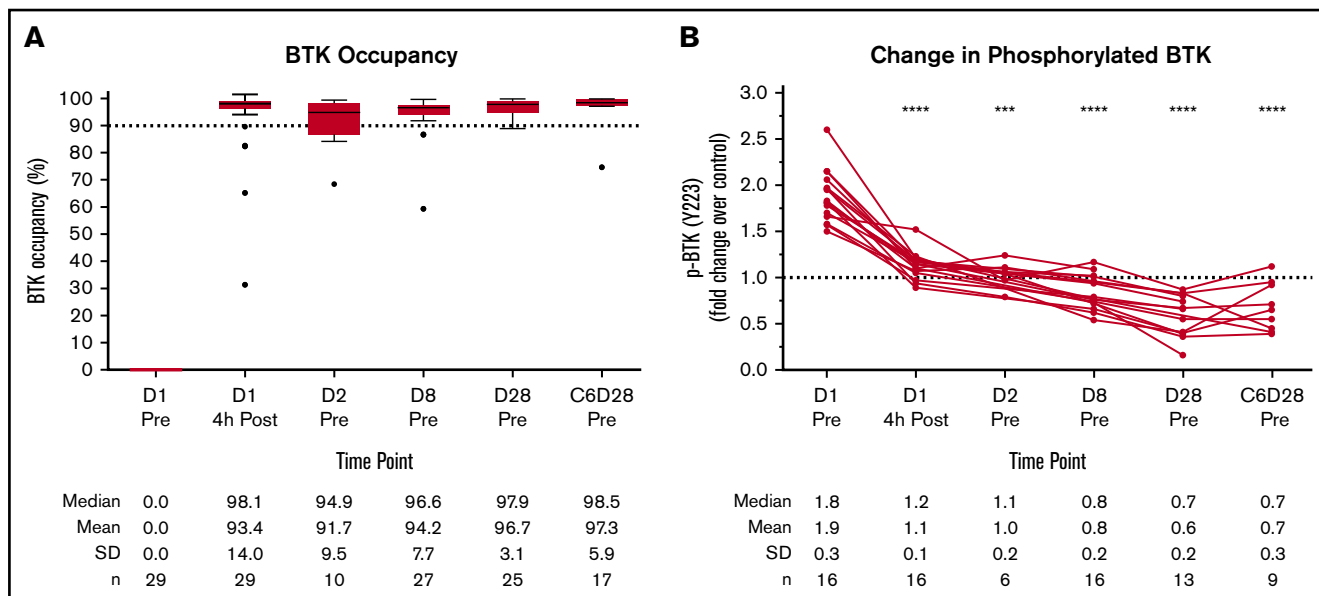 A
BTK Occupancy
BTK occupancy (%)
100
90
80
70
60
50
40
30
20
10
0
D1 D1 D2 D8 D28 C6D28
Pre 4h Post Pre Pre Pre Pre
Time Point
Median 0.0 98.1 94.9 96.6 97.9 98.5
Mean 0.0 93.4 91.7 94.2 96.7 97.3
SD 0.0 14.0 9.5 7.7 3.1 5.9
n 29 29 10 27 25 17
B
Change in Phosphorylated BTK
p-BTK (Y223)
(fold change over control)
3.0
2.5
2.0
1.5
1.0
0.5
0.0
**** *** **** **** ****
D1 D1 D2 D8 D28 C6D28
Pre 4h Post Pre Pre Pre Pre
Time Point
Median 1.8 1.2 1.1 0.8 0.7 0.7
Mean 1.9 1.1 1.0 0.8 0.6 0.7
SD 0.3 0.1 0.2 0.2 0.2 0.3
n 16 16 6 16 13 9